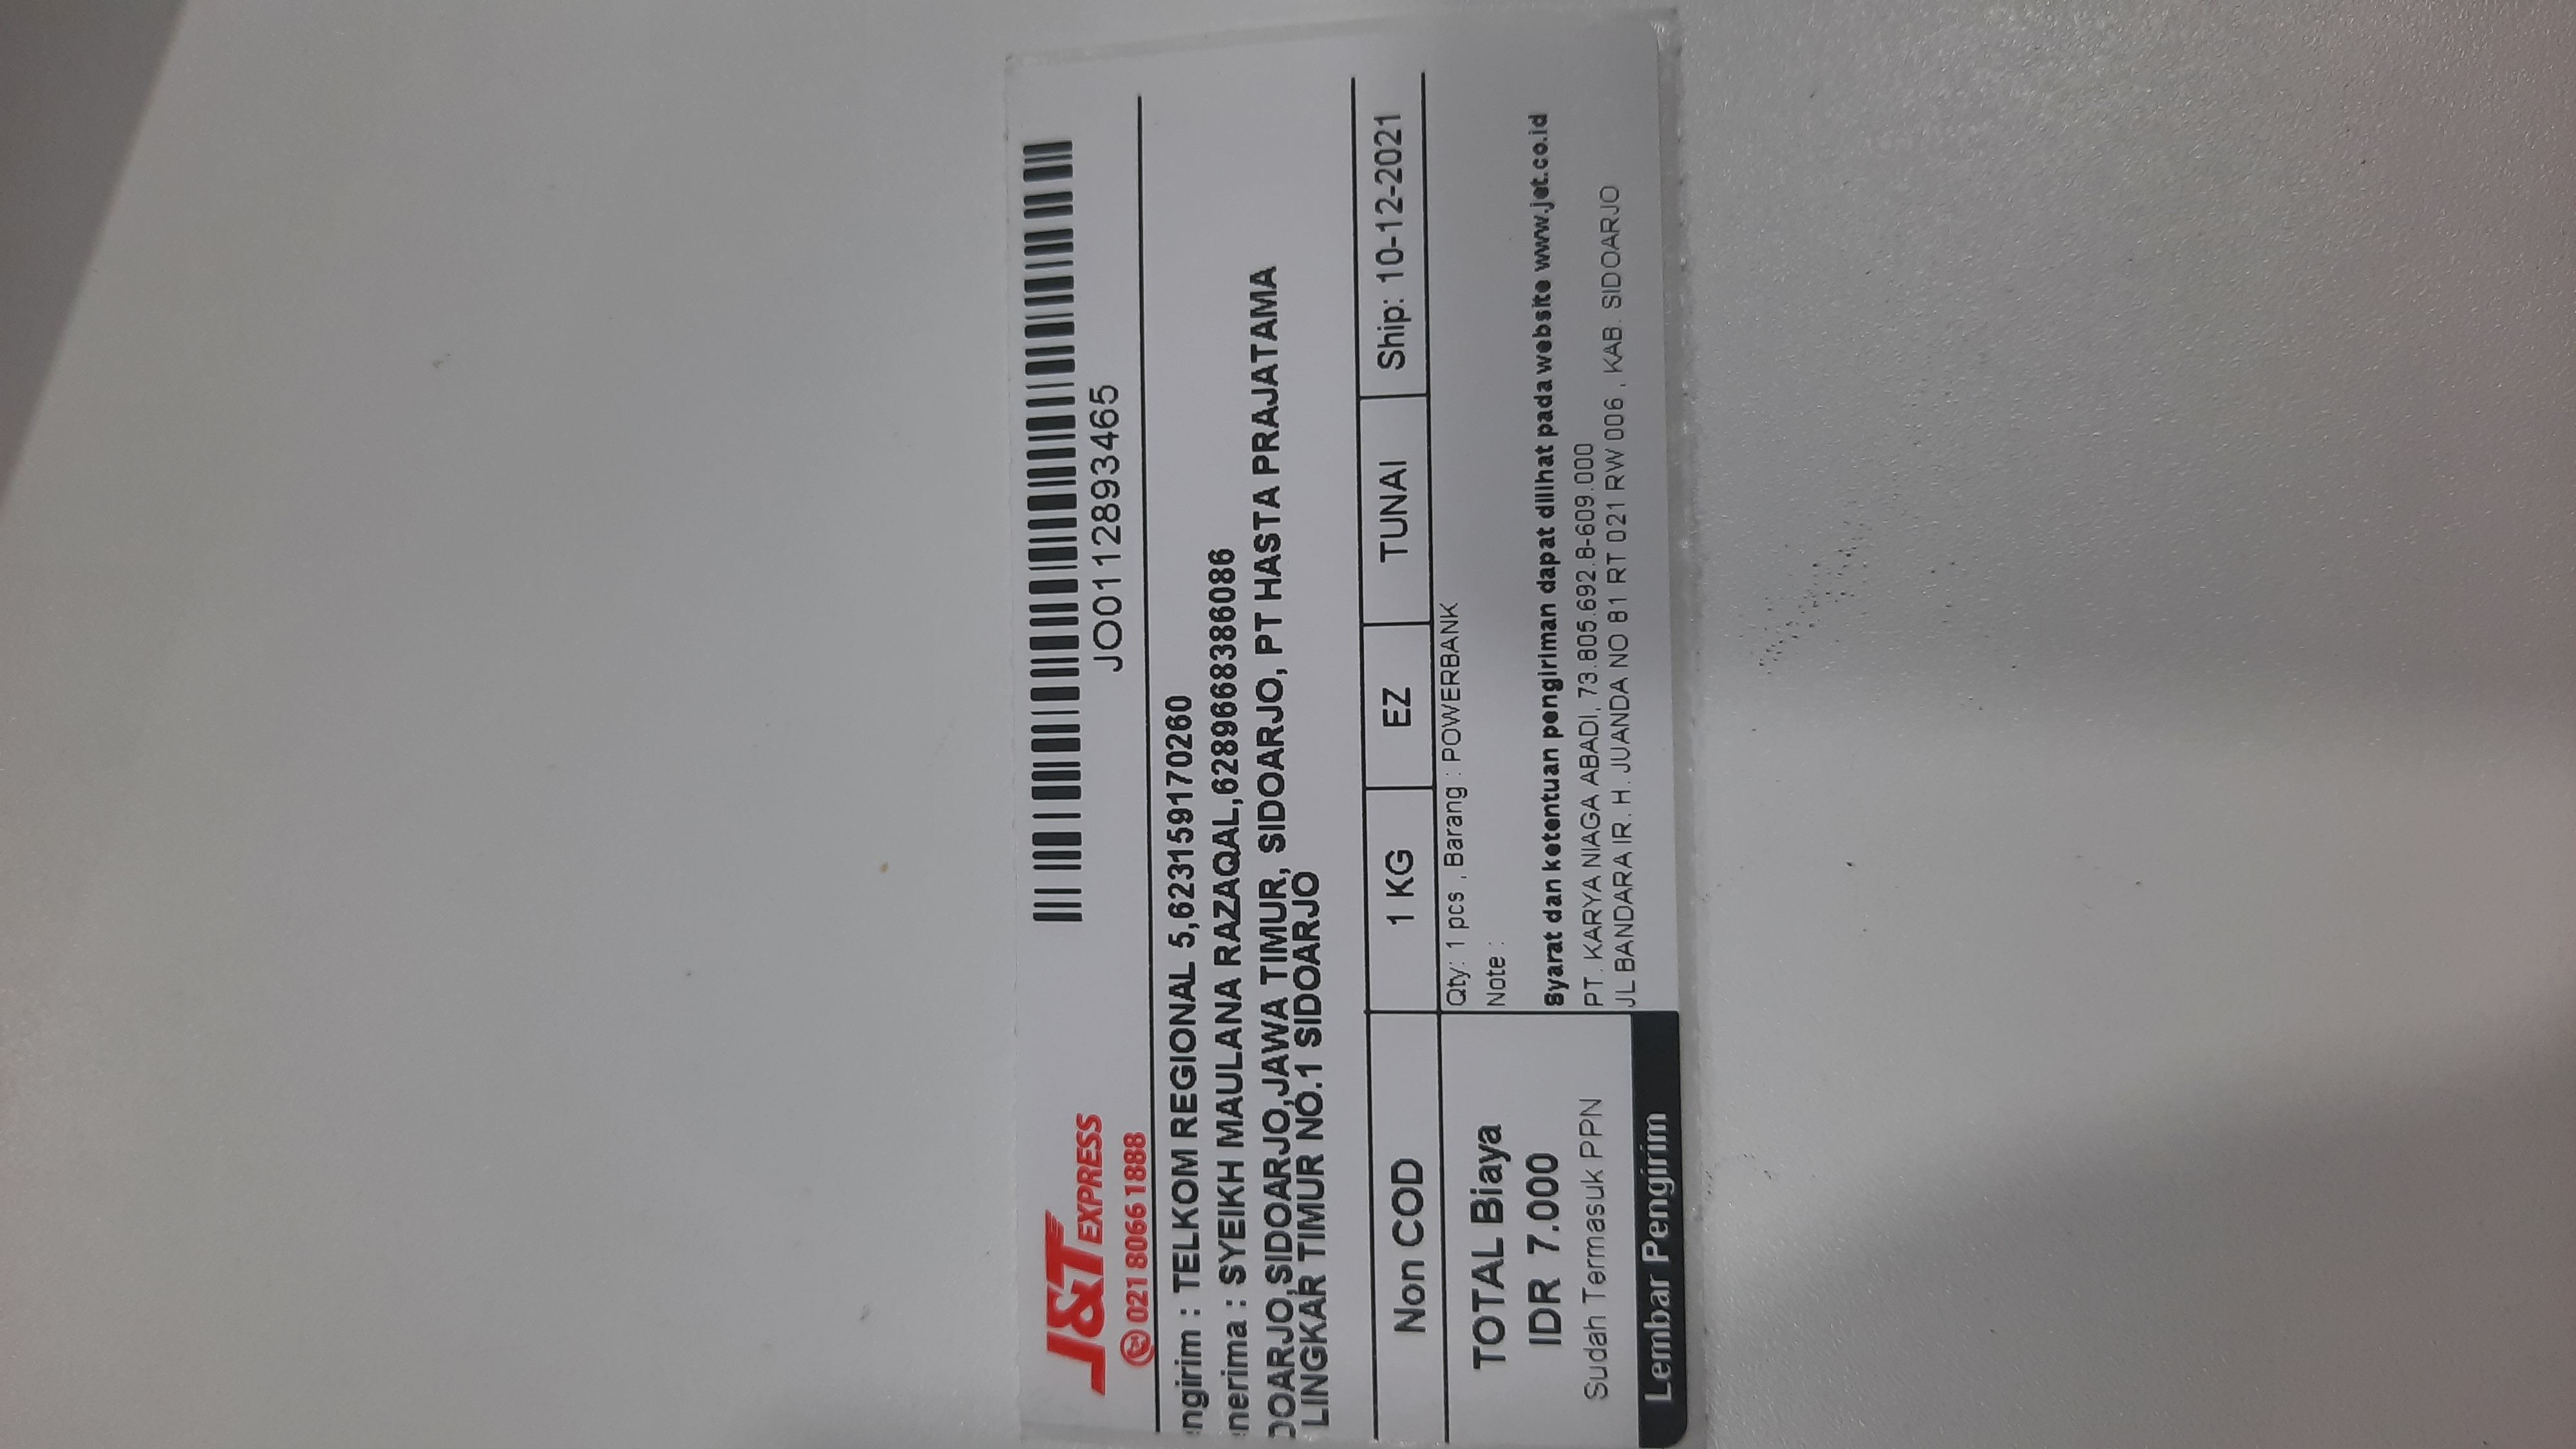 J&T EXPRESS
021 8066 1888
JO0112893465
ngirim : TELKOM REGIONAL 5,623159170260
nerima : SYEIKH MAULANA RAZAQAL,6289668386086
DOARJO,SIDOARJO,JAWA TIMUR, SIDOARJO, PT HASTA PRAJATAMA
LINGKAR TIMUR NO.1 SIDOARJO
Non COD 1 KG EZ TUNAI Ship: 10-12-2021
TOTAL Biaya
IDR 7.000
Sudah Termasuk PPN
Lembar Pengirim
Qty: 1 pcs , Barang : POWERBANK
Note :
Syarat dan ketentuan pengiriman dapat dilihat pada website www.jet.co.id
PT. KARYA NIAGA ABADI, 73.805.692.8-609.000
JL BANDARA IR. H. JUANDA NO 81 RT 021 RW 006 , KAB. SIDOARJO